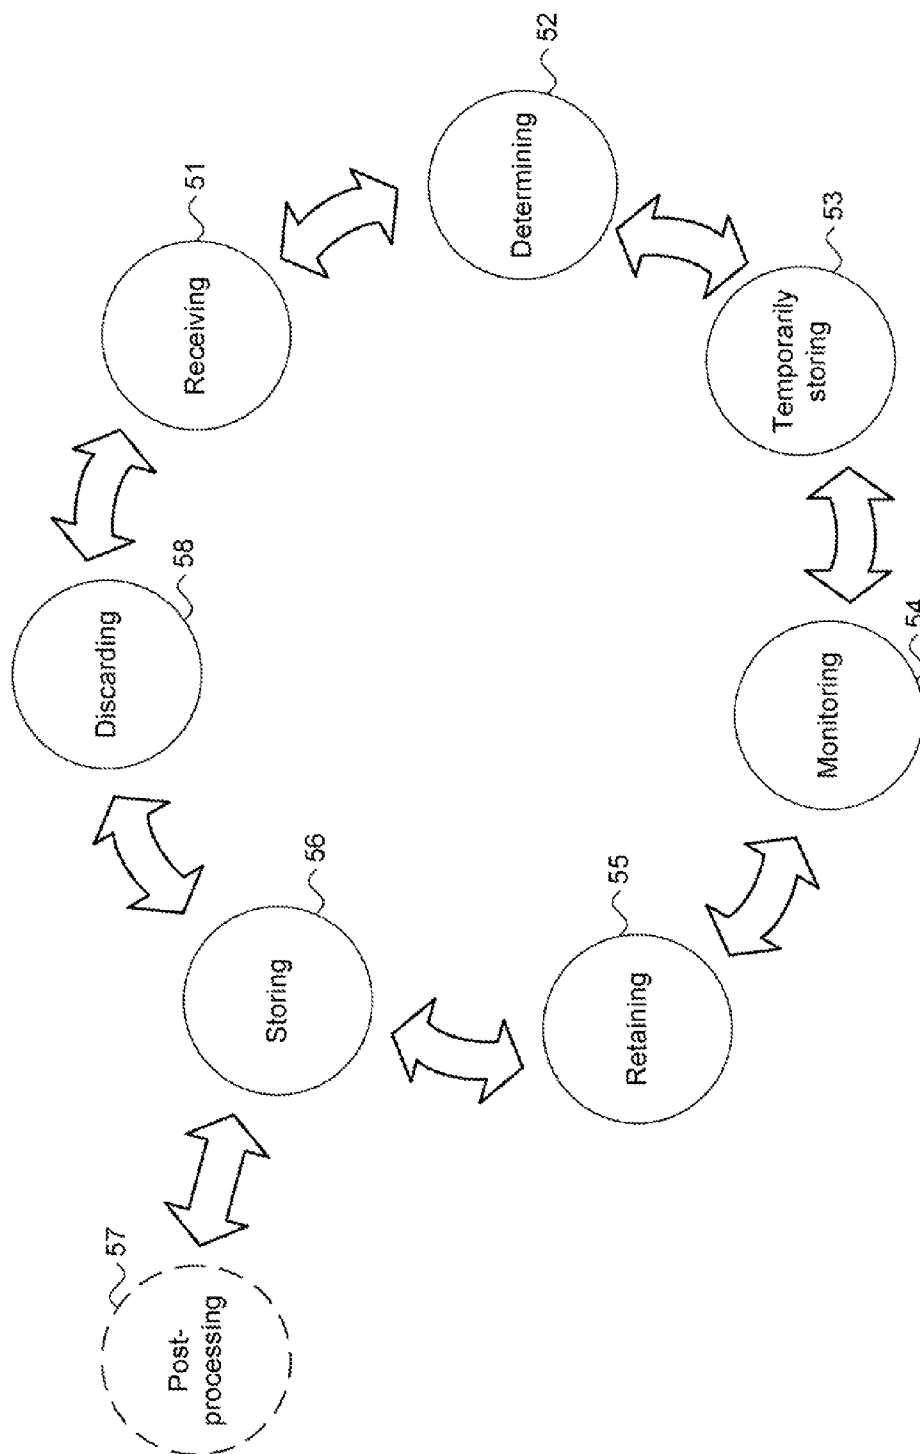 Receiving
51
Determining
52
Temporarily
storing
53
Monitoring
54
Retaining
55
Storing
56
Post-
processing
57
Discarding
58